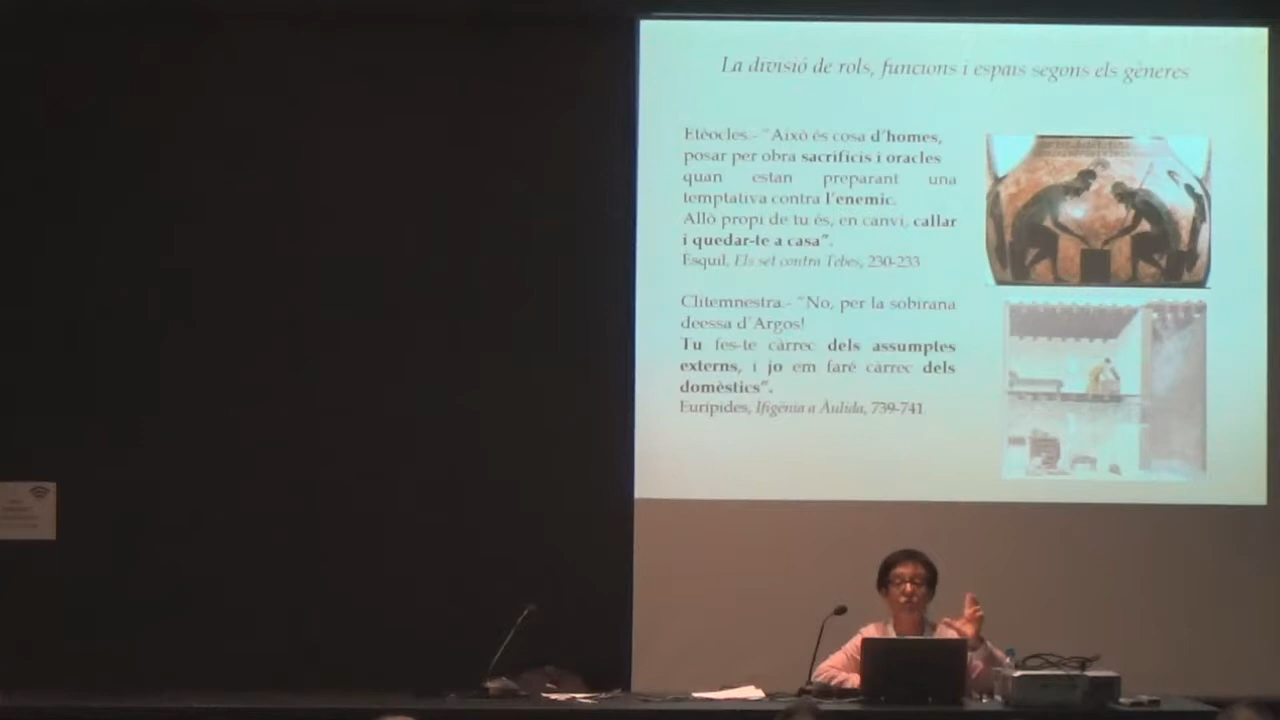 La divisió de rols, funcions i espais segons els gèneres
Etèocles.- "Això és cosa d'homes,
posar per obra sacrificis i oracles
quan estan preparant una
temptativa contra l'enemic.
Allò propi de tu és, en canvi, callar
i quedar-te a casa".
Èsquil, Els set contra Tebes, 230-233
Clitemnestra.- "No, per la sobirana
deessa d'Argos!
Tu fes-te càrrec dels assumptes
externs, i jo em faré càrrec dels
domèstics".
Eurípides, Ifigènia a Àulida, 739-741